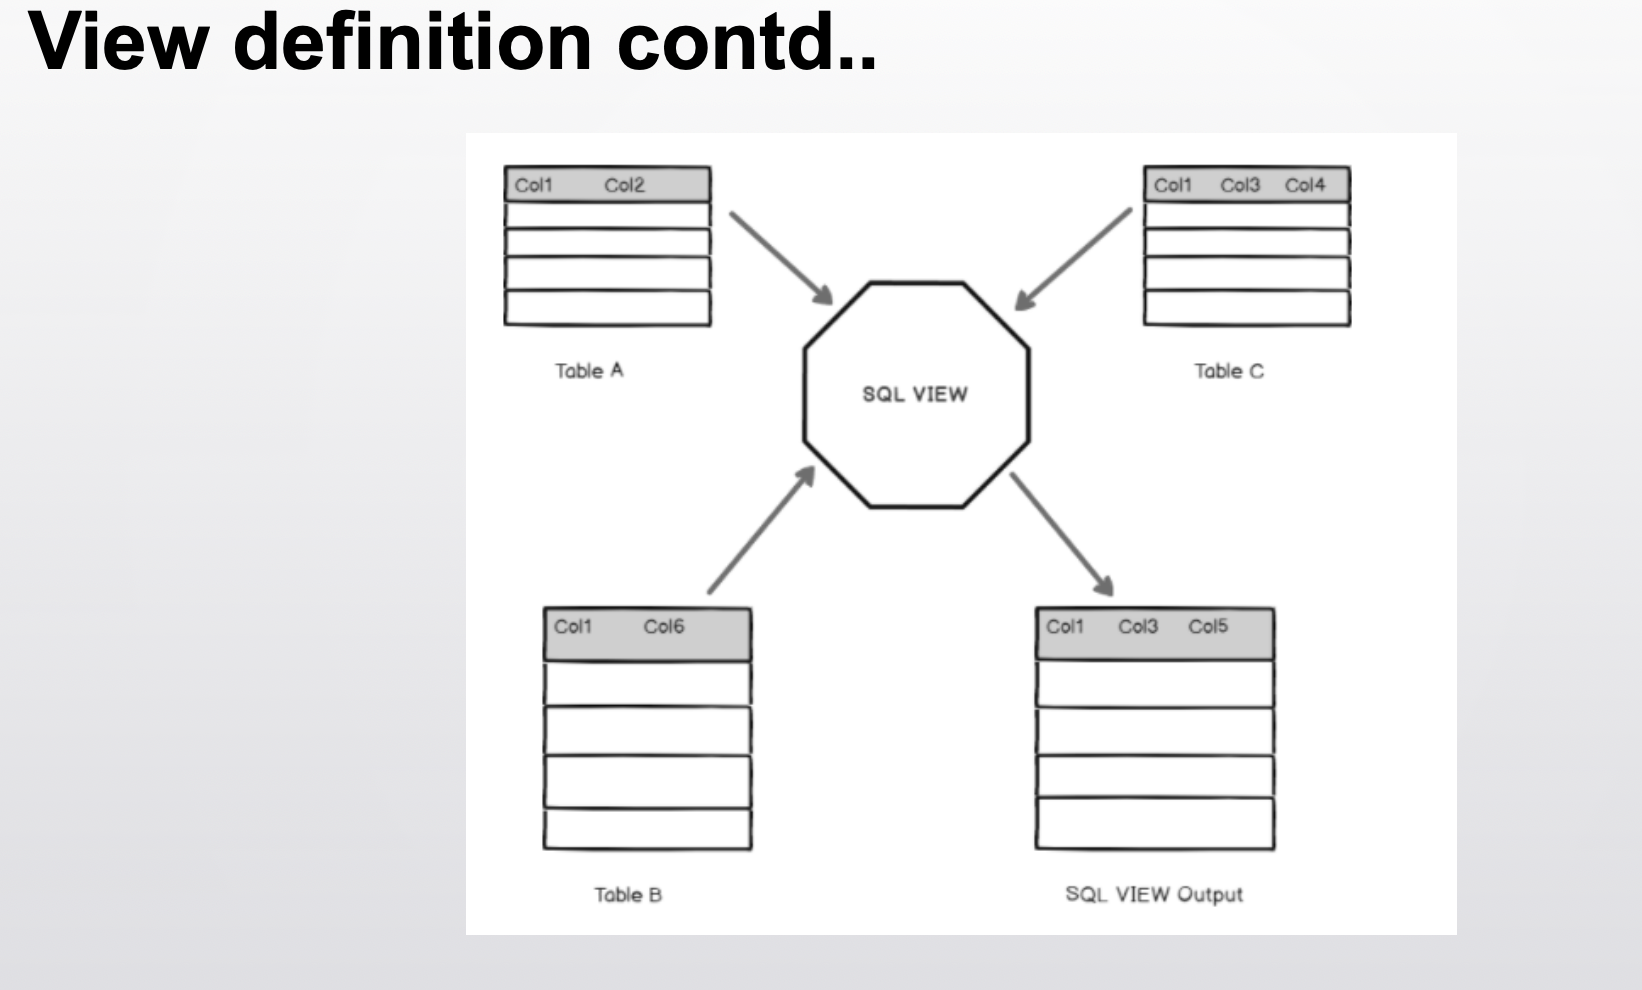 View definition contd..
Col1 Col2
Col1 Col3 Col4
Table A
Table C
SQL VIEW
Col1 Col6
Col1 Col3 Col5
Table B
SQL VIEW Output